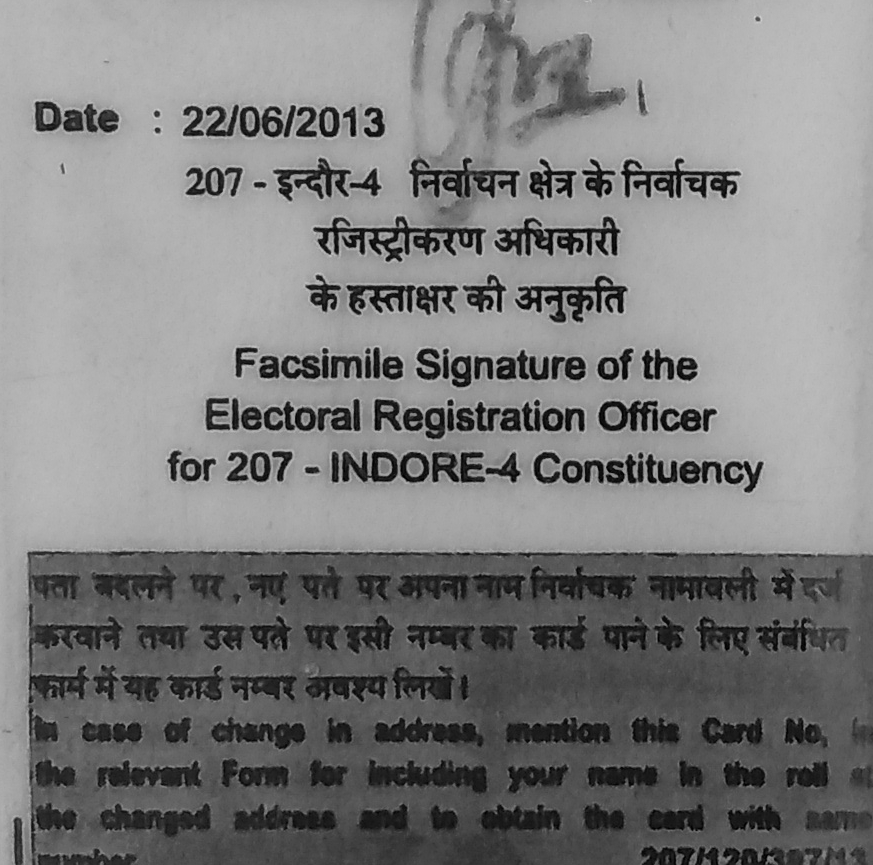 Date : 22/06/2013
207 - इन्दौर-4 निर्वाचन क्षेत्र के निर्वाचक
रजिस्ट्रीकरण अधिकारी
के हस्ताक्षर की अनुकृति
Facsimile Signature of the
Electoral Registration Officer
for 207 - INDORE-4 Constituency
पता बदलने पर, नए पते पर अपना नाम निर्वाचक नामावली में दर्ज
करवाने तथा उस पते पर इसी नम्बर का कार्ड पाने के लिए संबंधित
फार्म में यह कार्ड नम्बर अवश्य लिखें।
In case of change in address, mention this Card No, in
the relevant Form for including your name in the roll at
the changed address and to obtain the card with same
number 207/120/307/13